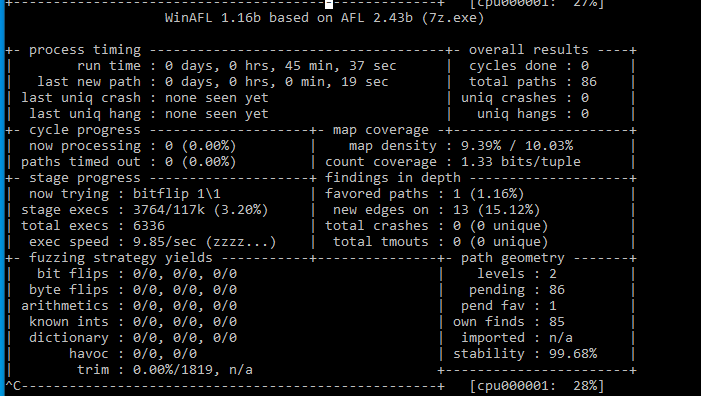 [cpu000001: 27%]
WinAFL 1.16b based on AFL 2.43b (7z.exe)
+- process timing -------------------------------------+- overall results ----+
|        run time : 0 days, 0 hrs, 45 min, 37 sec      |  cycles done : 0     |
|   last new path : 0 days, 0 hrs, 0 min, 19 sec       |  total paths : 86    |
| last uniq crash : none seen yet                      | uniq crashes : 0     |
|  last uniq hang : none seen yet                      |   uniq hangs : 0     |
+- cycle progress --------------------+- map coverage -+----------------------+
|  now processing : 0 (0.00%)         |    map density : 9.39% / 10.03%       |
| paths timed out : 0 (0.00%)         | count coverage : 1.33 bits/tuple      |
+- stage progress --------------------+ findings in depth --------------------+
|  now trying : bitflip 1\1           | favored paths : 1 (1.16%)             |
| stage execs : 3764/117k (3.20%)     |  new edges on : 13 (15.12%)           |
| total execs : 6336                  | total crashes : 0 (0 unique)          |
|  exec speed : 9.85/sec (zzzz...)    |  total tmouts : 0 (0 unique)          |
+- fuzzing strategy yields -----------+---------------+- path geometry -------+
|   bit flips : 0/0, 0/0, 0/0                         |    levels : 2         |
|  byte flips : 0/0, 0/0, 0/0                         |   pending : 86        |
| arithmetics : 0/0, 0/0, 0/0                         |  pend fav : 1         |
|  known ints : 0/0, 0/0, 0/0                         | own finds : 85        |
|  dictionary : 0/0, 0/0, 0/0                         |  imported : n/a       |
|       havoc : 0/0, 0/0                              | stability : 99.68%    |
|        trim : 0.00%/1819, n/a                       +-----------------------+
^C----------------------------------------------------+   [cpu000001: 28%]